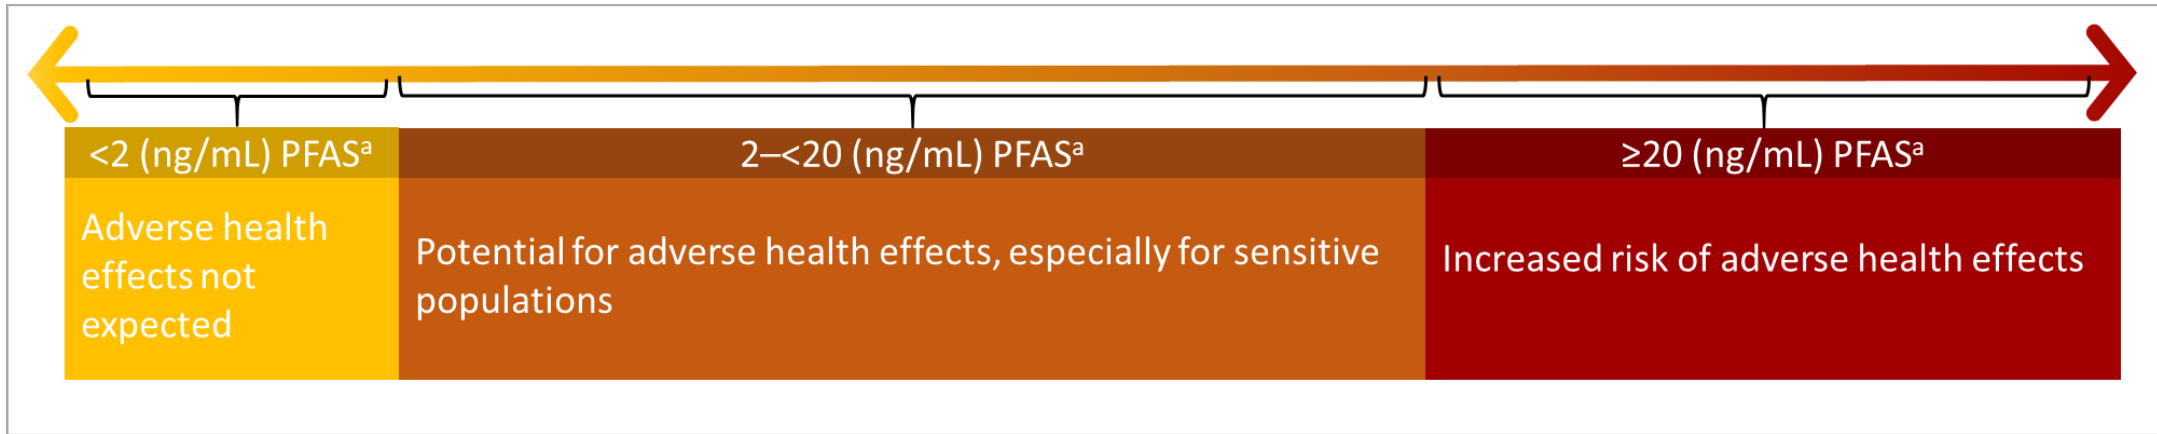 <2 (ng/mL) PFASᵃ
2–<20 (ng/mL) PFASᵃ
≥20 (ng/mL) PFASᵃ
Adverse health
effects not
expected
Potential for adverse health effects, especially for sensitive
populations
Increased risk of adverse health effects